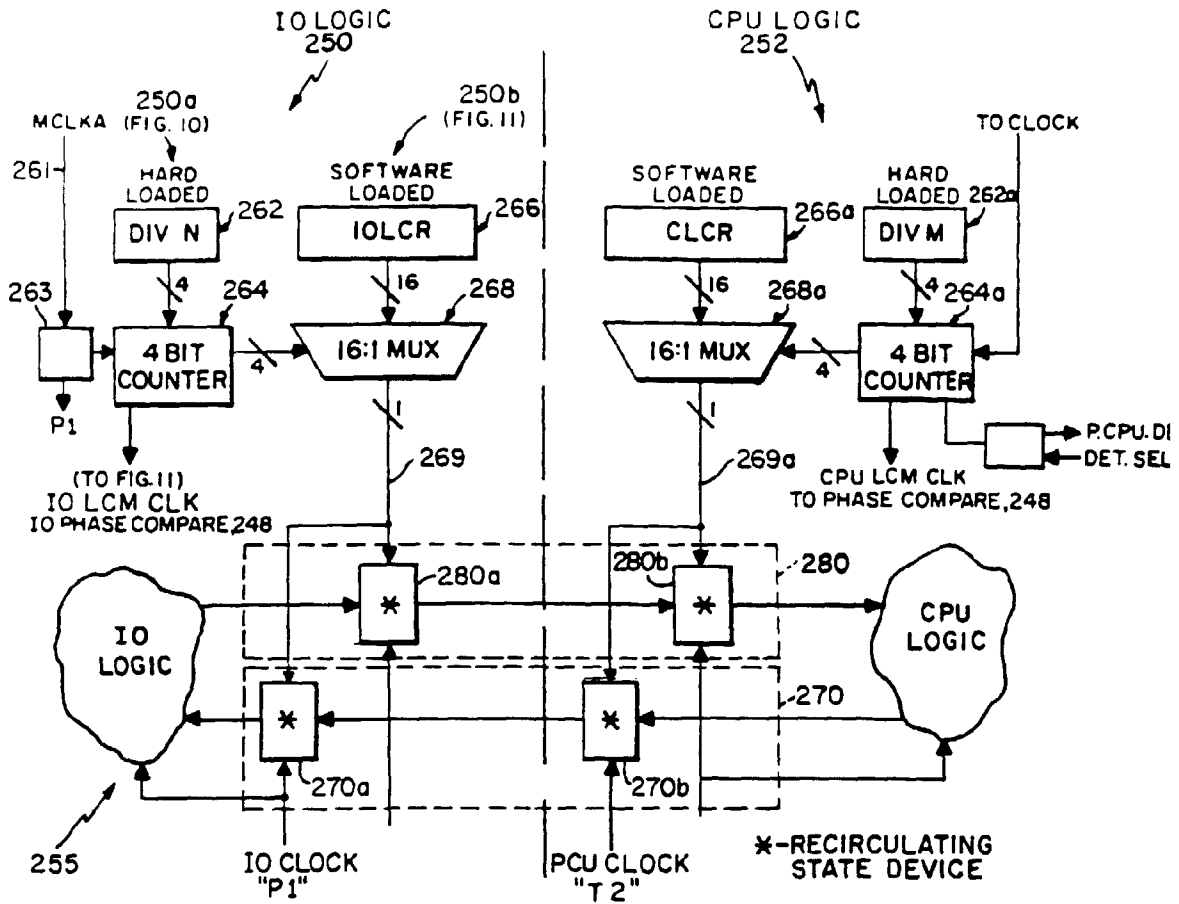 IO LOGIC
250
CPU LOGIC
252
MCLKA
250a
(FIG. 10)
250b
(FIG. 11)
TO CLOCK
261
HARD
LOADED
SOFTWARE
LOADED
SOFTWARE
LOADED
HARD
LOADED
DIV N
262
IOLCR
266
CLCR
266a
DIV M
262a
4
16
16
4
263
264
268
268a
264a
4 BIT
COUNTER
4
16:1 MUX
16:1 MUX
4
4 BIT
COUNTER
P1
1
1
P.CPU.DI
DET. SEL
(TO FIG.11)
IO LCM CLK
IO PHASE COMPARE,248
269
269a
CPU LCM CLK
TO PHASE COMPARE,248
280a
280b
280
*
*
IO
LOGIC
CPU
LOGIC
270
*
*
270a
270b
255
IO CLOCK
"P1"
PCU CLOCK
"T2"
*-RECIRCULATING
STATE DEVICE